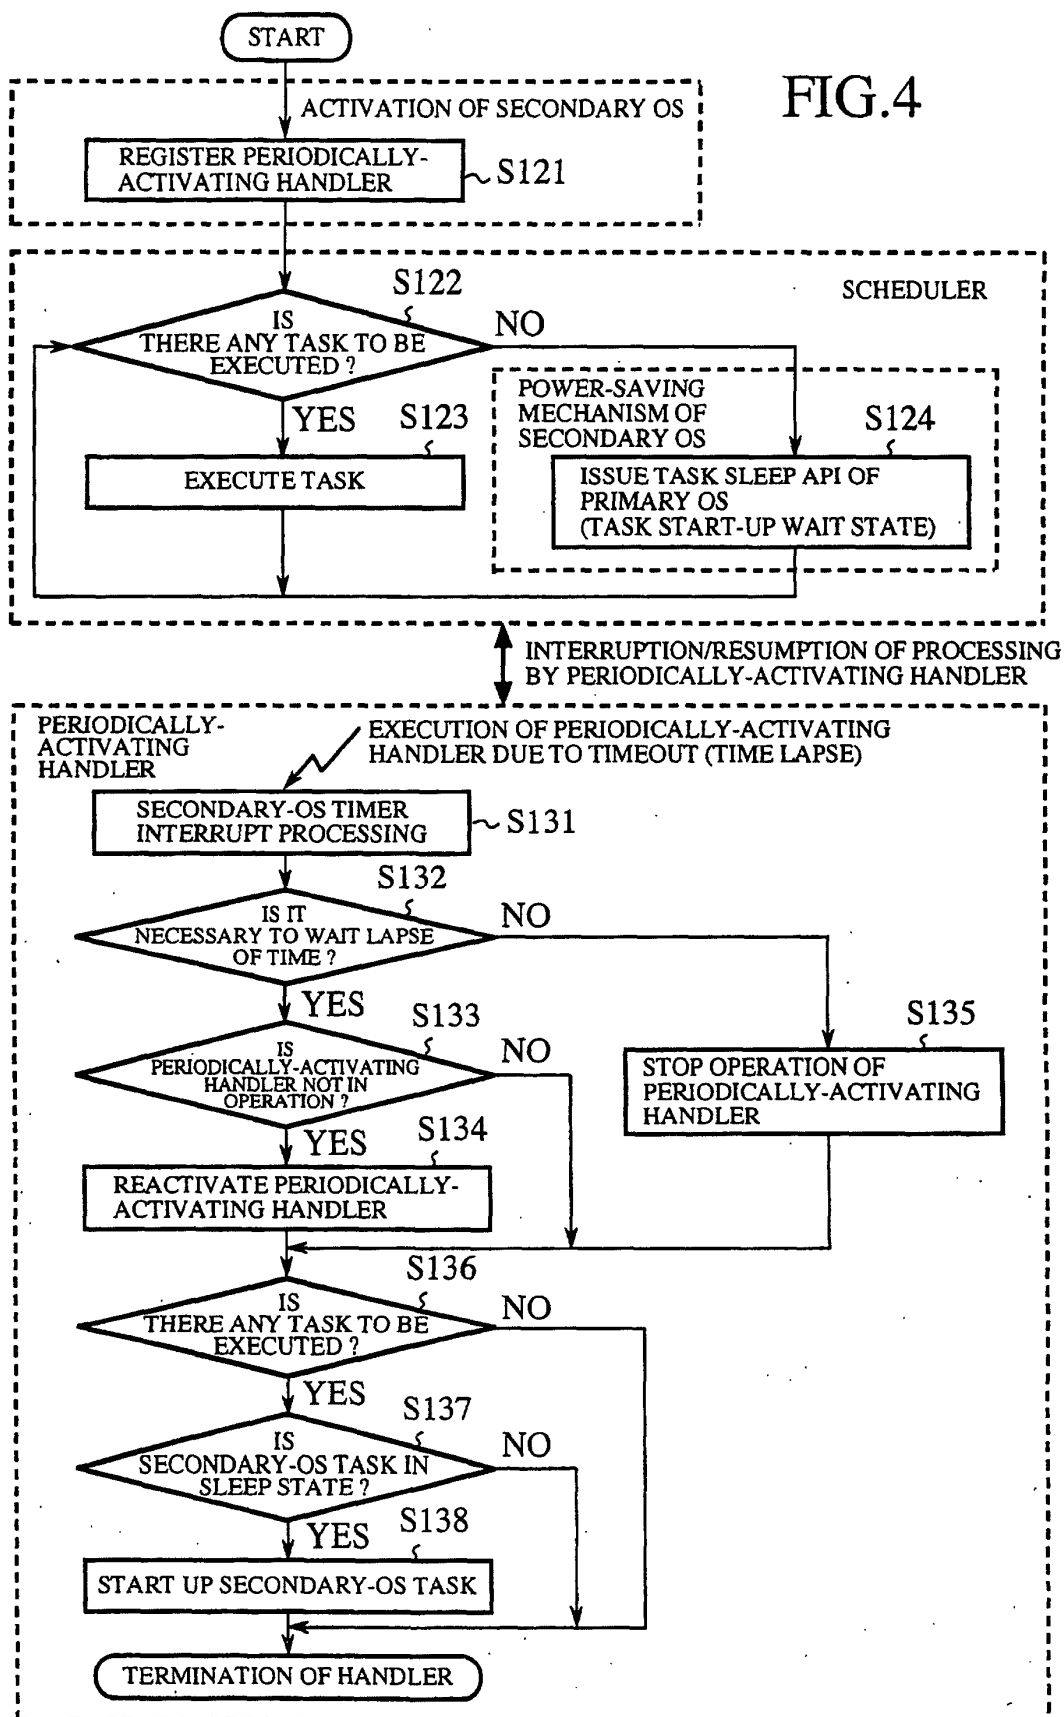 START
FIG.4
ACTIVATION OF SECONDARY OS
REGISTER PERIODICALLY-
ACTIVATING HANDLER
S121
SCHEDULER
S122
IS
THERE ANY TASK TO BE
EXECUTED ?
NO
YES
S123
EXECUTE TASK
POWER-SAVING
MECHANISM OF
SECONDARY OS
S124
ISSUE TASK SLEEP API OF
PRIMARY OS
(TASK START-UP WAIT STATE)
INTERRUPTION/RESUMPTION OF PROCESSING
BY PERIODICALLY-ACTIVATING HANDLER
PERIODICALLY-
ACTIVATING
HANDLER
EXECUTION OF PERIODICALLY-ACTIVATING
HANDLER DUE TO TIMEOUT (TIME LAPSE)
SECONDARY-OS TIMER
INTERRUPT PROCESSING
S131
S132
IS IT
NECESSARY TO WAIT LAPSE
OF TIME ?
NO
YES
S133
IS
PERIODICALLY-ACTIVATING
HANDLER NOT IN
OPERATION ?
NO
YES
S135
STOP OPERATION OF
PERIODICALLY-ACTIVATING
HANDLER
S134
REACTIVATE PERIODICALLY-
ACTIVATING HANDLER
S136
IS
THERE ANY TASK TO BE
EXECUTED ?
NO
YES
S137
IS
SECONDARY-OS TASK IN
SLEEP STATE ?
NO
YES
S138
START UP SECONDARY-OS TASK
TERMINATION OF HANDLER